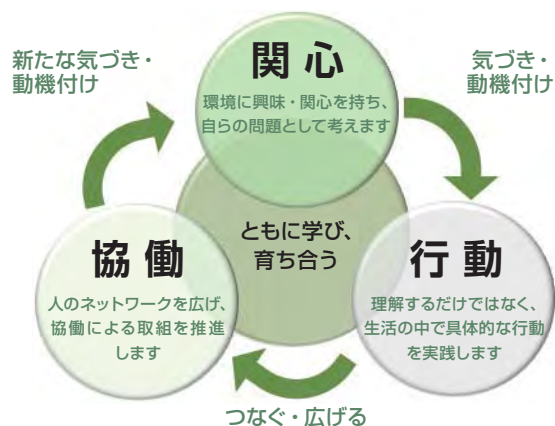 新たな気づき・
動機付け
関心
環境に興味・関心を持ち、
自らの問題として考えます
気づき・
動機付け
ともに学び、
育ち合う
協働
人のネットワークを広げ、
協働による取組を推進
します
行動
理解するだけではなく、
生活の中で具体的な行動
を実践します
つなぐ・広げる